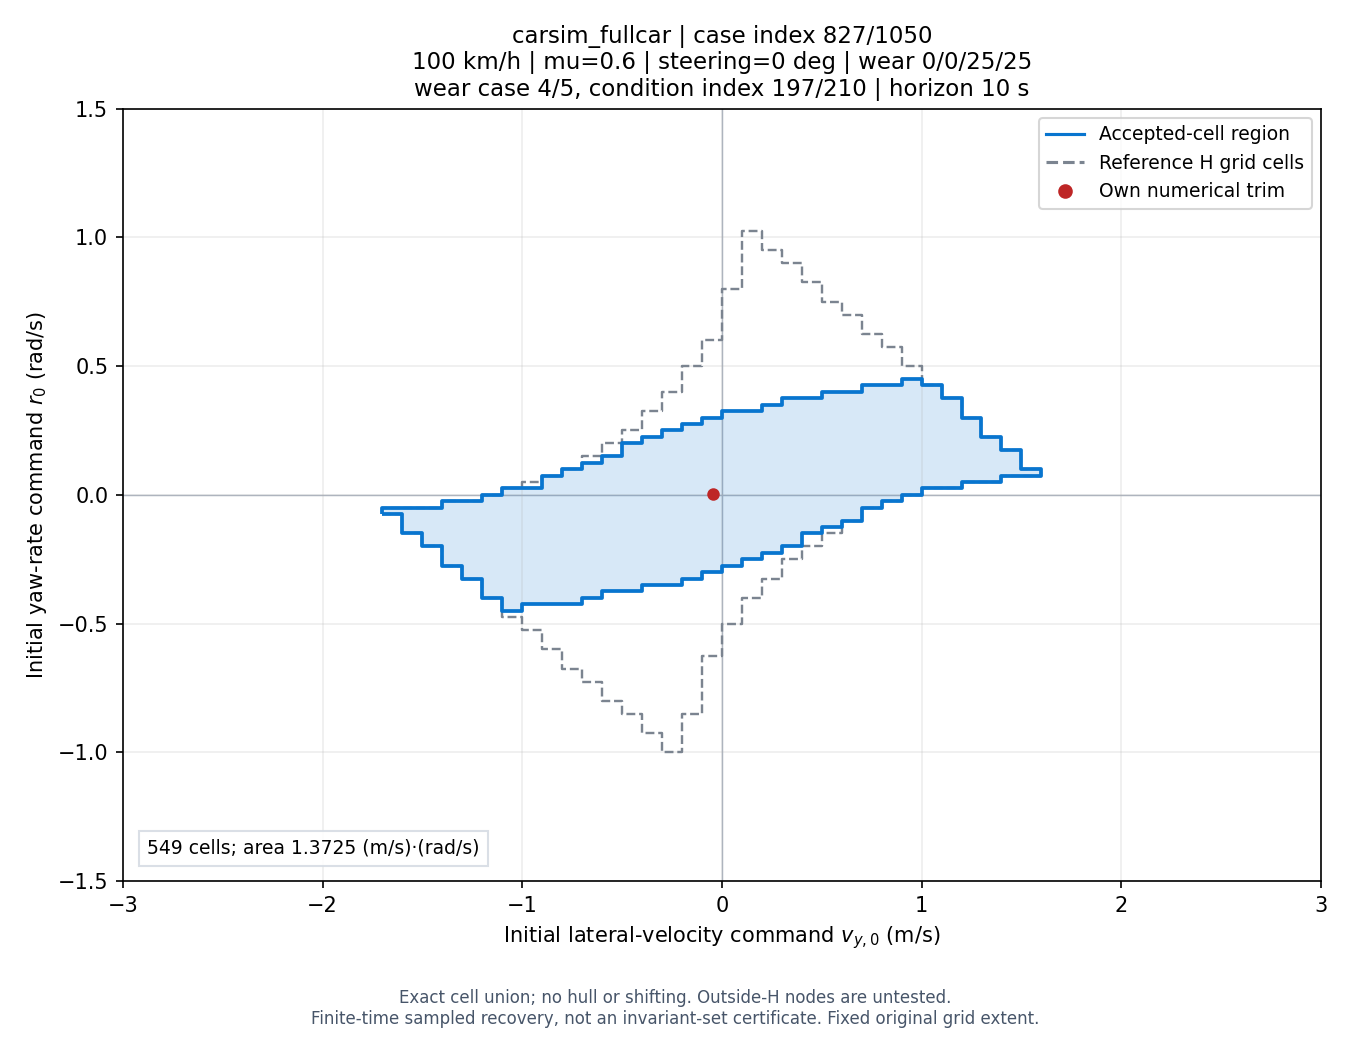 carsim_fullcar | case index 827/1050
100 km/h | mu=0.6 | steering=0 deg | wear 0/0/25/25
wear case 4/5, condition index 197/210 | horizon 10 s
Accepted-cell region
Reference H grid cells
Own numerical trim
1.5
1.0
0.5
0.0
−0.5
−1.0
−1.5
Initial yaw-rate command r₀ (rad/s)
549 cells; area 1.3725 (m/s)·(rad/s)
−3 −2 −1 0 1 2 3
Initial lateral-velocity command v_{y,0} (m/s)
Exact cell union; no hull or shifting. Outside-H nodes are untested.
Finite-time sampled recovery, not an invariant-set certificate. Fixed original grid extent.